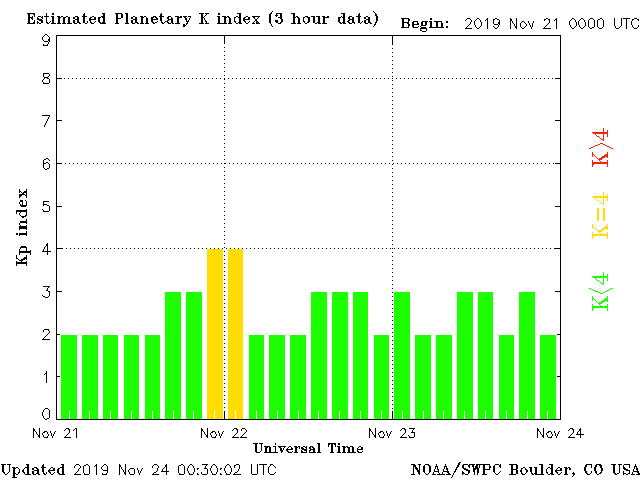 Estimated Planetary K index (3 hour data)
Begin: 2019 Nov 21 0000 UTC
9
8
7
6
5
4
3
2
1
0
Kp index
K>4
K=4
K<4
Nov 21
Nov 22
Nov 23
Nov 24
Universal Time
Updated 2019 Nov 24 00:30:02 UTC
NOAA/SWPC Boulder, CO USA